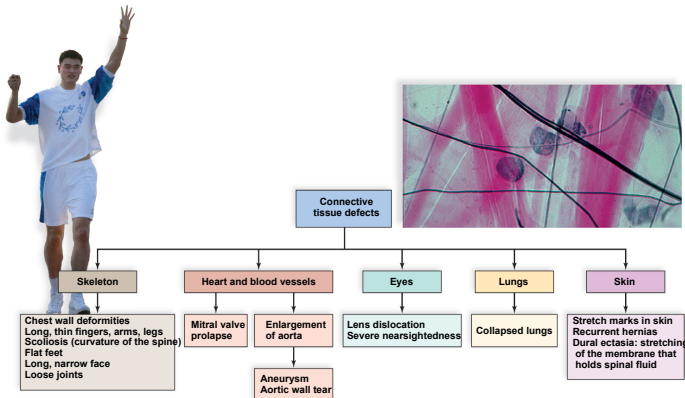 Connective
tissue defects
Skeleton
Heart and blood vessels
Eyes
Lungs
Skin
Chest wall deformities
Long, thin fingers, arms, legs
Scoliosis (curvature of the spine)
Flat feet
Long, narrow face
Loose joints
Mitral valve
prolapse
Enlargement
of aorta
Aneurysm
Aortic wall tear
Lens dislocation
Severe nearsightedness
Collapsed lungs
Stretch marks in skin
Recurrent hernias
Dural ectasia: stretching
of the membrane that
holds spinal fluid